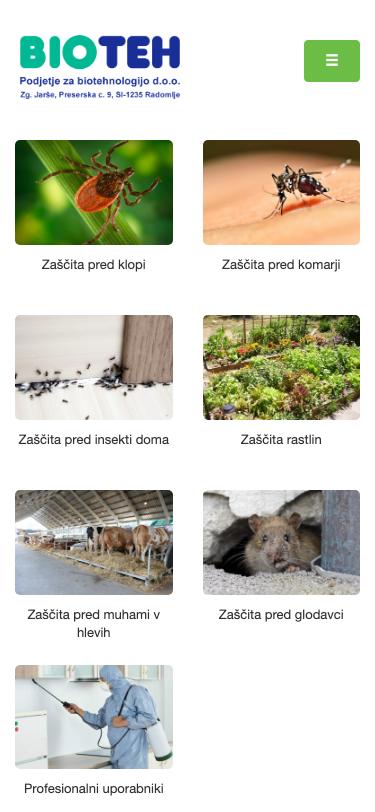 BIOTEH
Podjetje za biotehnologijo d.o.o.
Zg. Jarše, Preserska c. 9, SI-1235 Radomlje
Zaščita pred klopi
Zaščita pred komarji
Zaščita pred insekti doma
Zaščita rastlin
Zaščita pred muhami v
hlevih
Zaščita pred glodavci
Profesionalni uporabniki